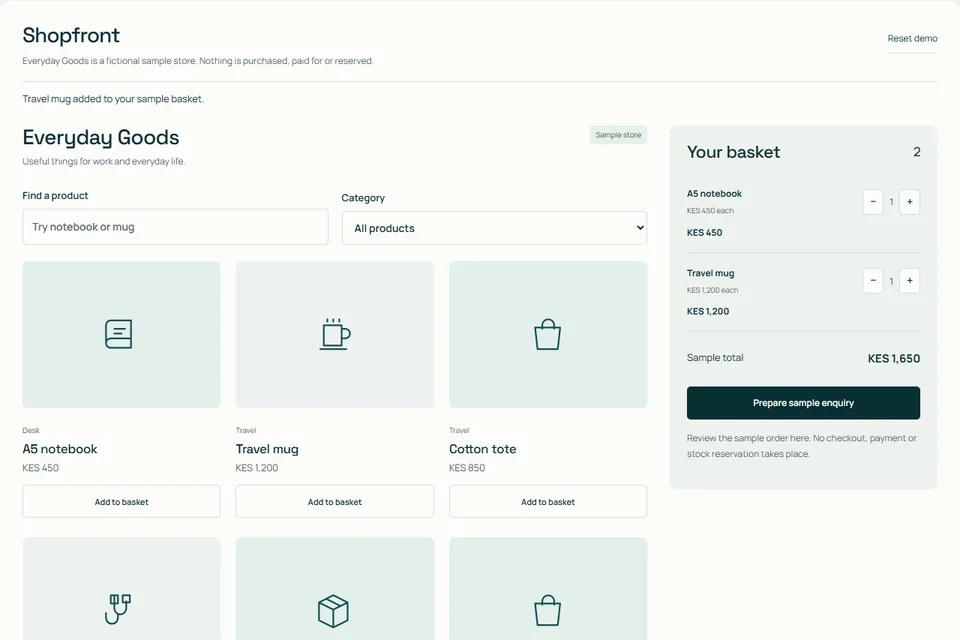 Shopfront
Reset demo
Everyday Goods is a fictional sample store. Nothing is purchased, paid for or reserved.
Travel mug added to your sample basket.
Everyday Goods
Sample store
Useful things for work and everyday life.
Find a product
Category
Try notebook or mug
All products
Desk
A5 notebook
KES 450
Add to basket
Travel
Travel mug
KES 1,200
Add to basket
Travel
Cotton tote
KES 850
Add to basket
Your basket
2
A5 notebook
KES 450 each
− 1 +
KES 450
Travel mug
KES 1,200 each
− 1 +
KES 1,200
Sample total
KES 1,650
Prepare sample enquiry
Review the sample order here. No checkout, payment or
stock reservation takes place.